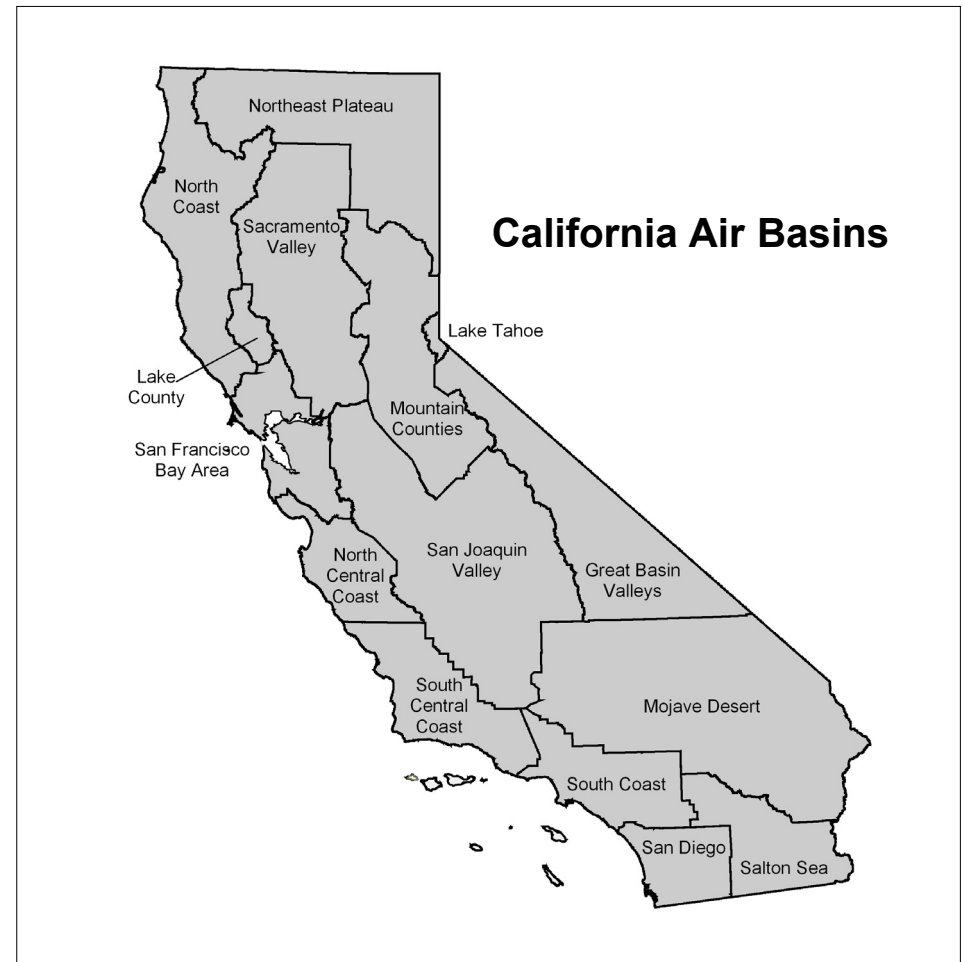 Northeast Plateau
North
Coast
Sacramento
Valley
California Air Basins
Lake Tahoe
Lake
County
Mountain
Counties
San Francisco
Bay Area
North
Central
Coast
San Joaquin
Valley
Great Basin
Valleys
South
Central
Coast
Mojave Desert
South Coast
San Diego
Salton Sea